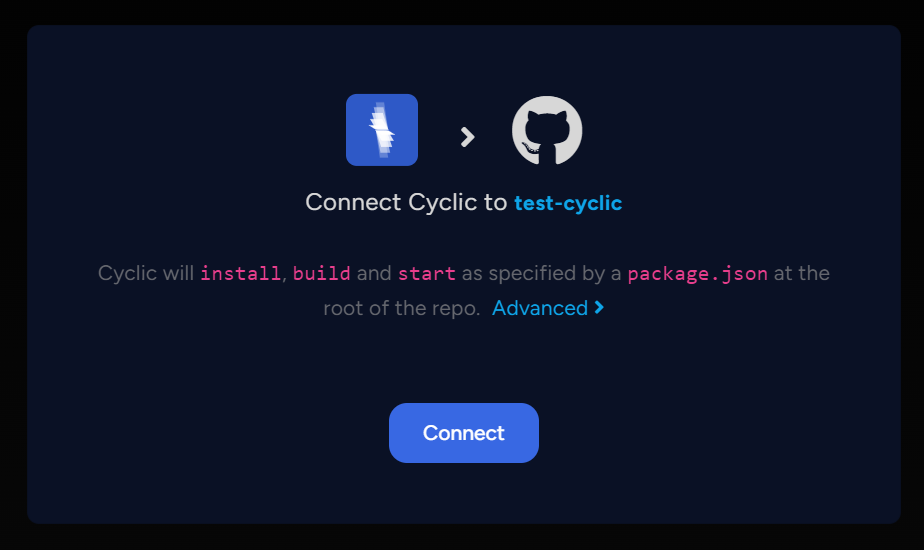 Connect Cyclic to test-cyclic
Cyclic will install, build and start as specified by a package.json at the
root of the repo. Advanced
Connect